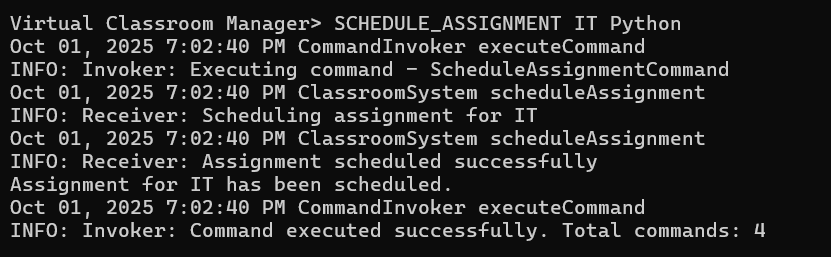 Virtual Classroom Manager> SCHEDULE_ASSIGNMENT IT Python
Oct 01, 2025 7:02:40 PM CommandInvoker executeCommand
INFO: Invoker: Executing command - ScheduleAssignmentCommand
Oct 01, 2025 7:02:40 PM ClassroomSystem scheduleAssignment
INFO: Receiver: Scheduling assignment for IT
Oct 01, 2025 7:02:40 PM ClassroomSystem scheduleAssignment
INFO: Receiver: Assignment scheduled successfully
Assignment for IT has been scheduled.
Oct 01, 2025 7:02:40 PM CommandInvoker executeCommand
INFO: Invoker: Command executed successfully. Total commands: 4